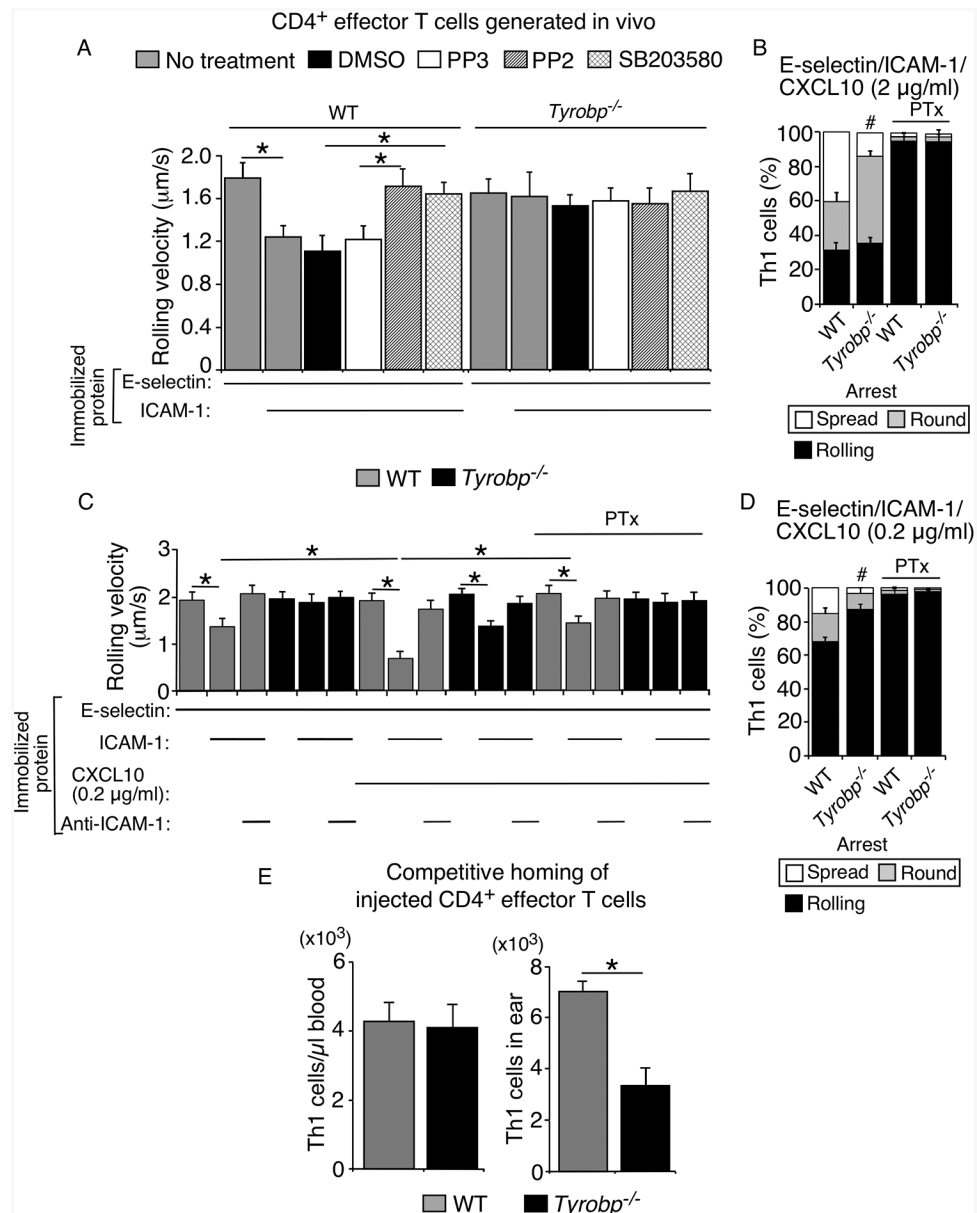 CD4+ effector T cells generated in vivo
A
No treatment DMSO PP3 PP2 SB203580
WT Tyrobp-/-
* * *
Rolling velocity (µm/s)
2.0
1.6
1.2
0.8
0.4
0
Immobilized protein
E-selectin:
ICAM-1:
B
E-selectin/ICAM-1/
CXCL10 (2 µg/ml)
PTx
#
Th1 cells (%)
100
80
60
40
20
0
WT Tyrobp-/- WT Tyrobp-/-
Arrest
Spread Round
Rolling
WT Tyrobp-/-
C
PTx
* * * * * *
Rolling velocity
(µm/s)
3
2
1
0
Immobilized
protein
E-selectin:
ICAM-1:
CXCL10
(0.2 µg/ml):
Anti-ICAM-1:
D
E-selectin/ICAM-1/
CXCL10 (0.2 µg/ml)
PTx
#
Th1 cells (%)
100
80
60
40
20
0
WT Tyrobp-/- WT Tyrobp-/-
Arrest
Spread Round
Rolling
E
Competitive homing of
injected CD4+ effector T cells
(x10³)
Th1 cells/µl blood
6
4
2
0
(x10³)
*
Th1 cells in ear
8
6
4
2
0
WT Tyrobp-/-